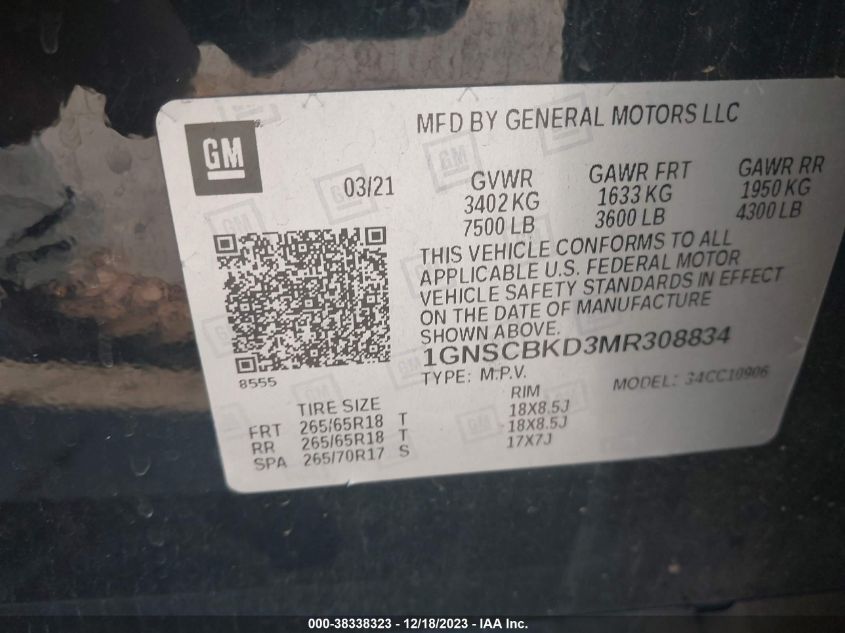 GM
MFD BY GENERAL MOTORS LLC
03/21
GVWR GAWR FRT GAWR RR
3402 KG 1633 KG 1950 KG
7500 LB 3600 LB 4300 LB
THIS VEHICLE CONFORMS TO ALL
APPLICABLE U.S. FEDERAL MOTOR
VEHICLE SAFETY STANDARDS IN EFFECT
ON THE DATE OF MANUFACTURE
SHOWN ABOVE.
1GNSCBKD3MR308834
8555
TYPE: M.P.V. MODEL: 34CC10906
TIRE SIZE RIM
FRT 265/65R18 T 18X8.5J
RR 265/65R18 T 18X8.5J
SPA 265/70R17 S 17X7J
000-38338323 - 12/18/2023 - IAAI.com